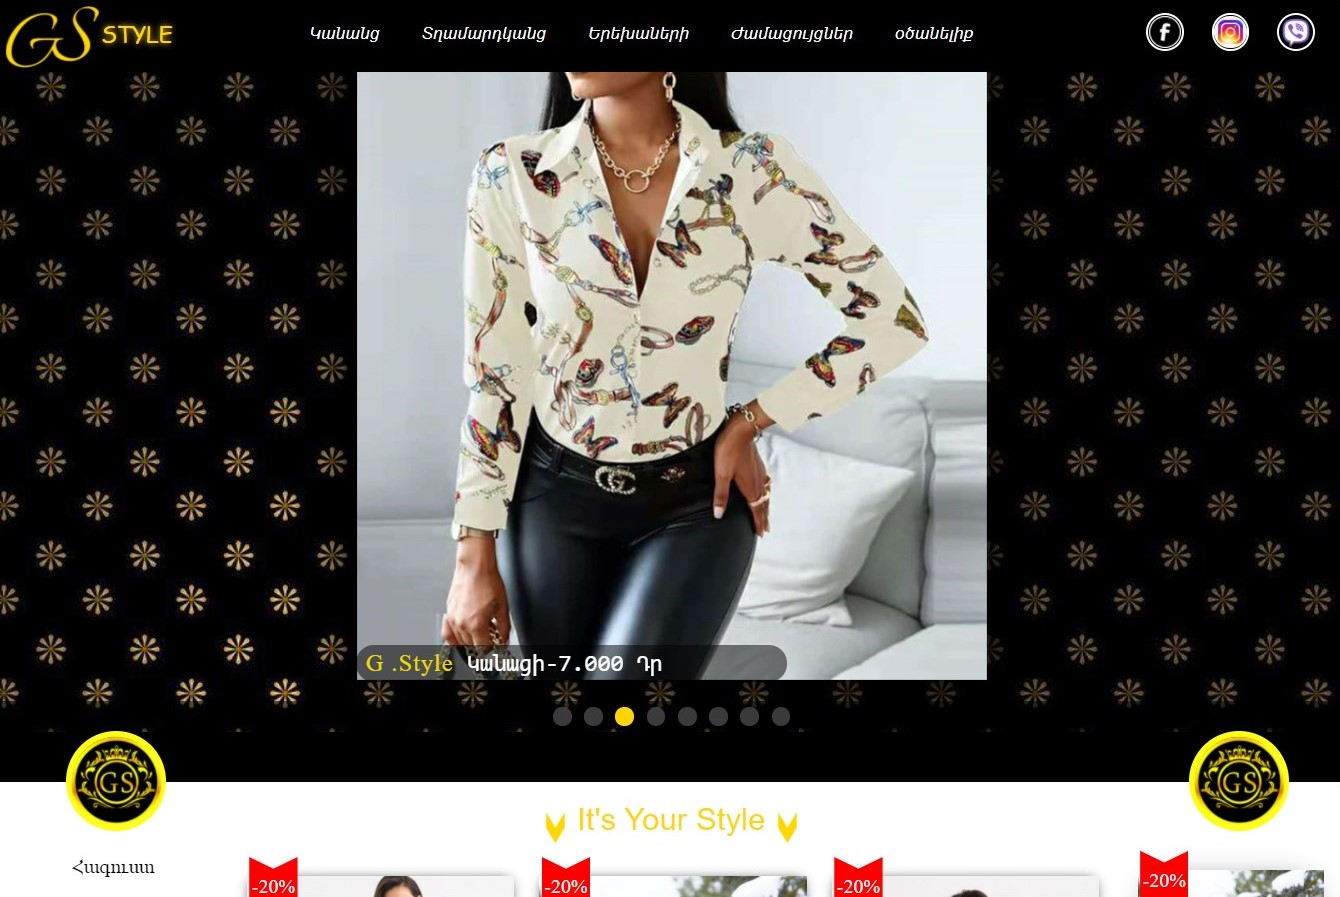 GS STYLE
Կանանց Տղամարդկանց Երեխաների Ժամացույցներ օծանելիք
G .Style Կանացի-7.000 Դր
GS GS
It's Your Style
Հագուստ
-20% -20% -20% -20%